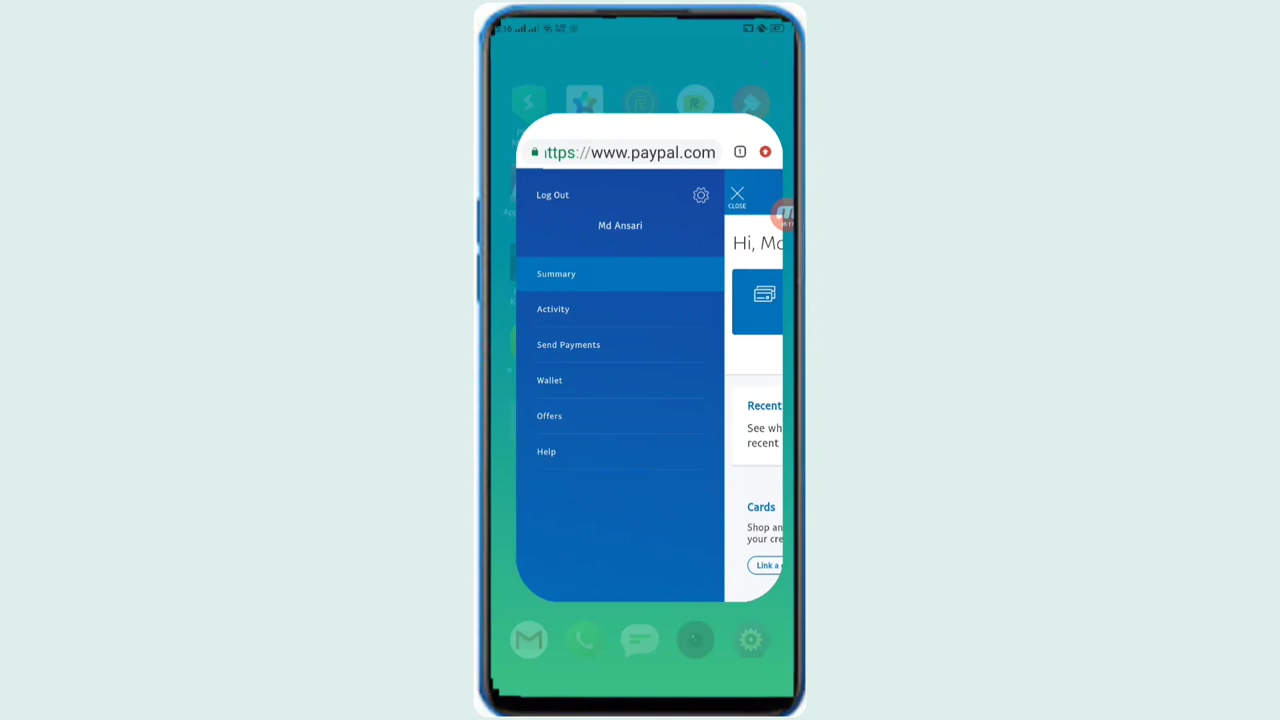 https://www.paypal.com
1
Log Out
CLOSE
Md Ansari
Hi, Mo
Summary
Activity
Send Payments
Wallet
Recent
Offers
See wh
recent
Help
Cards
Shop an
your cre
Link a